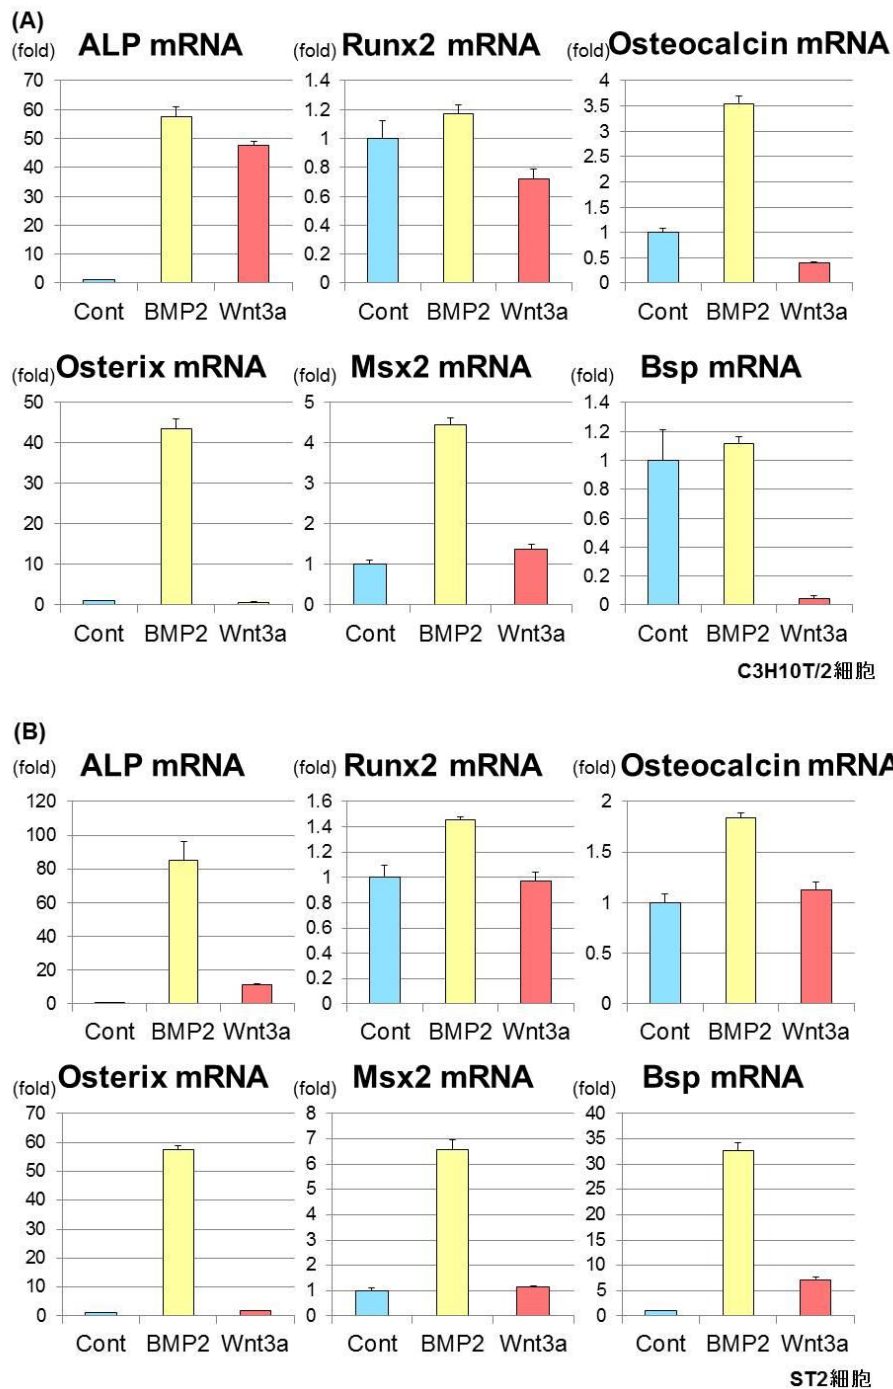 (A)
(fold) ALP mRNA (fold) Runx2 mRNA (fold) Osteocalcin mRNA
70 1.4 4
60 1.2 3.5
50 1 3
40 0.8 2.5
30 0.6 2
20 0.4 1.5
10 0.2 1
0 0 0.5
0
Cont BMP2 Wnt3a Cont BMP2 Wnt3a Cont BMP2 Wnt3a
(fold) Osterix mRNA (fold) Msx2 mRNA (fold) Bsp mRNA
50 5 1.4
40 4 1.2
30 3 1
20 2 0.8
10 1 0.6
0 0 0.4
0.2
0
Cont BMP2 Wnt3a Cont BMP2 Wnt3a Cont BMP2 Wnt3a
C3H10T/2細胞
(B)
(fold) ALP mRNA (fold) Runx2 mRNA (fold) Osteocalcin mRNA
120 1.6 2
100 1.4 1.5
80 1.2 1
60 1 0.5
40 0.8 0
20 0.6
0 0.4
0.2
0
Cont BMP2 Wnt3a Cont BMP2 Wnt3a Cont BMP2 Wnt3a
(fold) Osterix mRNA (fold) Msx2 mRNA (fold) Bsp mRNA
70 8 40
60 7 35
50 6 30
40 5 25
30 4 20
20 3 15
10 2 10
0 1 5
0 0
Cont BMP2 Wnt3a Cont BMP2 Wnt3a Cont BMP2 Wnt3a
ST2細胞